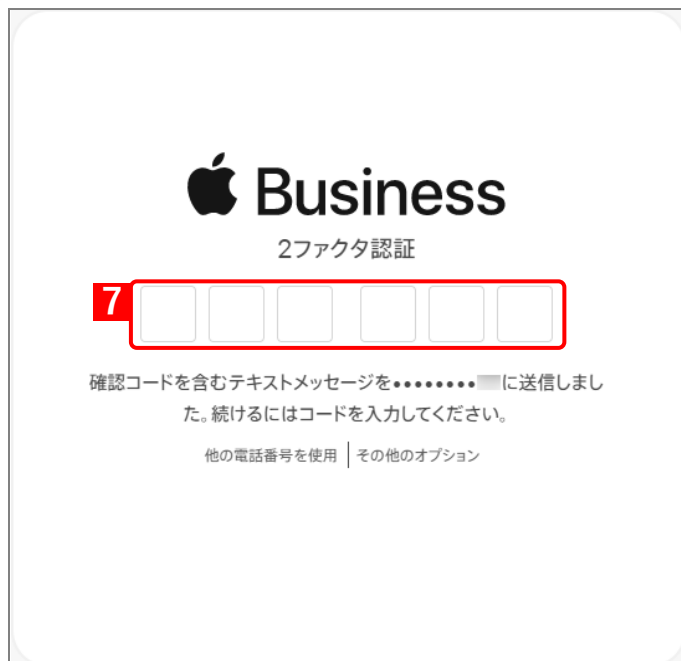 Business
2ファクタ認証
7
確認コードを含むテキストメッセージを••••••••に送信しまし
た。続けるにはコードを入力してください。
他の電話番号を使用 | その他のオプション